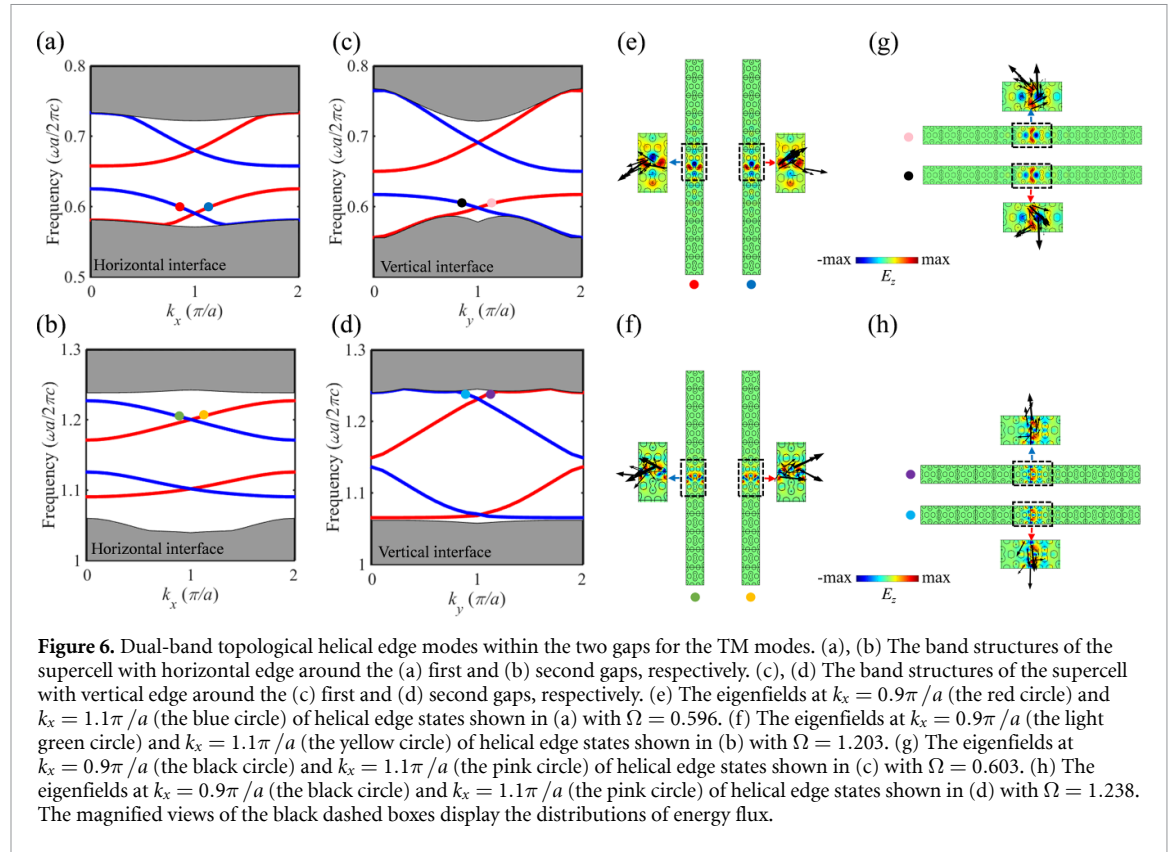 (a)
0.8
0.7
0.6
0.5
Frequency (ωa/2πc)
Horizontal interface
0
1
2
k_x (π/a)
(c)
0.8
0.7
0.6
0.5
Frequency (ωa/2πc)
Vertical interface
0
1
2
k_y (π/a)
(b)
1.3
1.2
1.1
1
Frequency (ωa/2πc)
Horizontal interface
0
1
2
k_x (π/a)
(d)
1.3
1.2
1.1
1
Frequency (ωa/2πc)
Vertical interface
0
1
2
k_y (π/a)
(e)
(g)
-max
max
E_z
(f)
(h)
-max
max
E_z
Figure 6. Dual-band topological helical edge modes within the two gaps for the TM modes. (a), (b) The band structures of the
supercell with horizontal edge around the (a) first and (b) second gaps, respectively. (c), (d) The band structures of the supercell
with vertical edge around the (c) first and (d) second gaps, respectively. (e) The eigenfields at k_x = 0.9π/a (the red circle) and
k_x = 1.1π/a (the blue circle) of helical edge states shown in (a) with Ω = 0.596. (f) The eigenfields at k_x = 0.9π/a (the light
green circle) and k_x = 1.1π/a (the yellow circle) of helical edge states shown in (b) with Ω = 1.203. (g) The eigenfields at
k_x = 0.9π/a (the black circle) and k_x = 1.1π/a (the pink circle) of helical edge states shown in (c) with Ω = 0.603. (h) The
eigenfields at k_x = 0.9π/a (the black circle) and k_x = 1.1π/a (the pink circle) of helical edge states shown in (d) with Ω = 1.238.
The magnified views of the black dashed boxes display the distributions of energy flux.